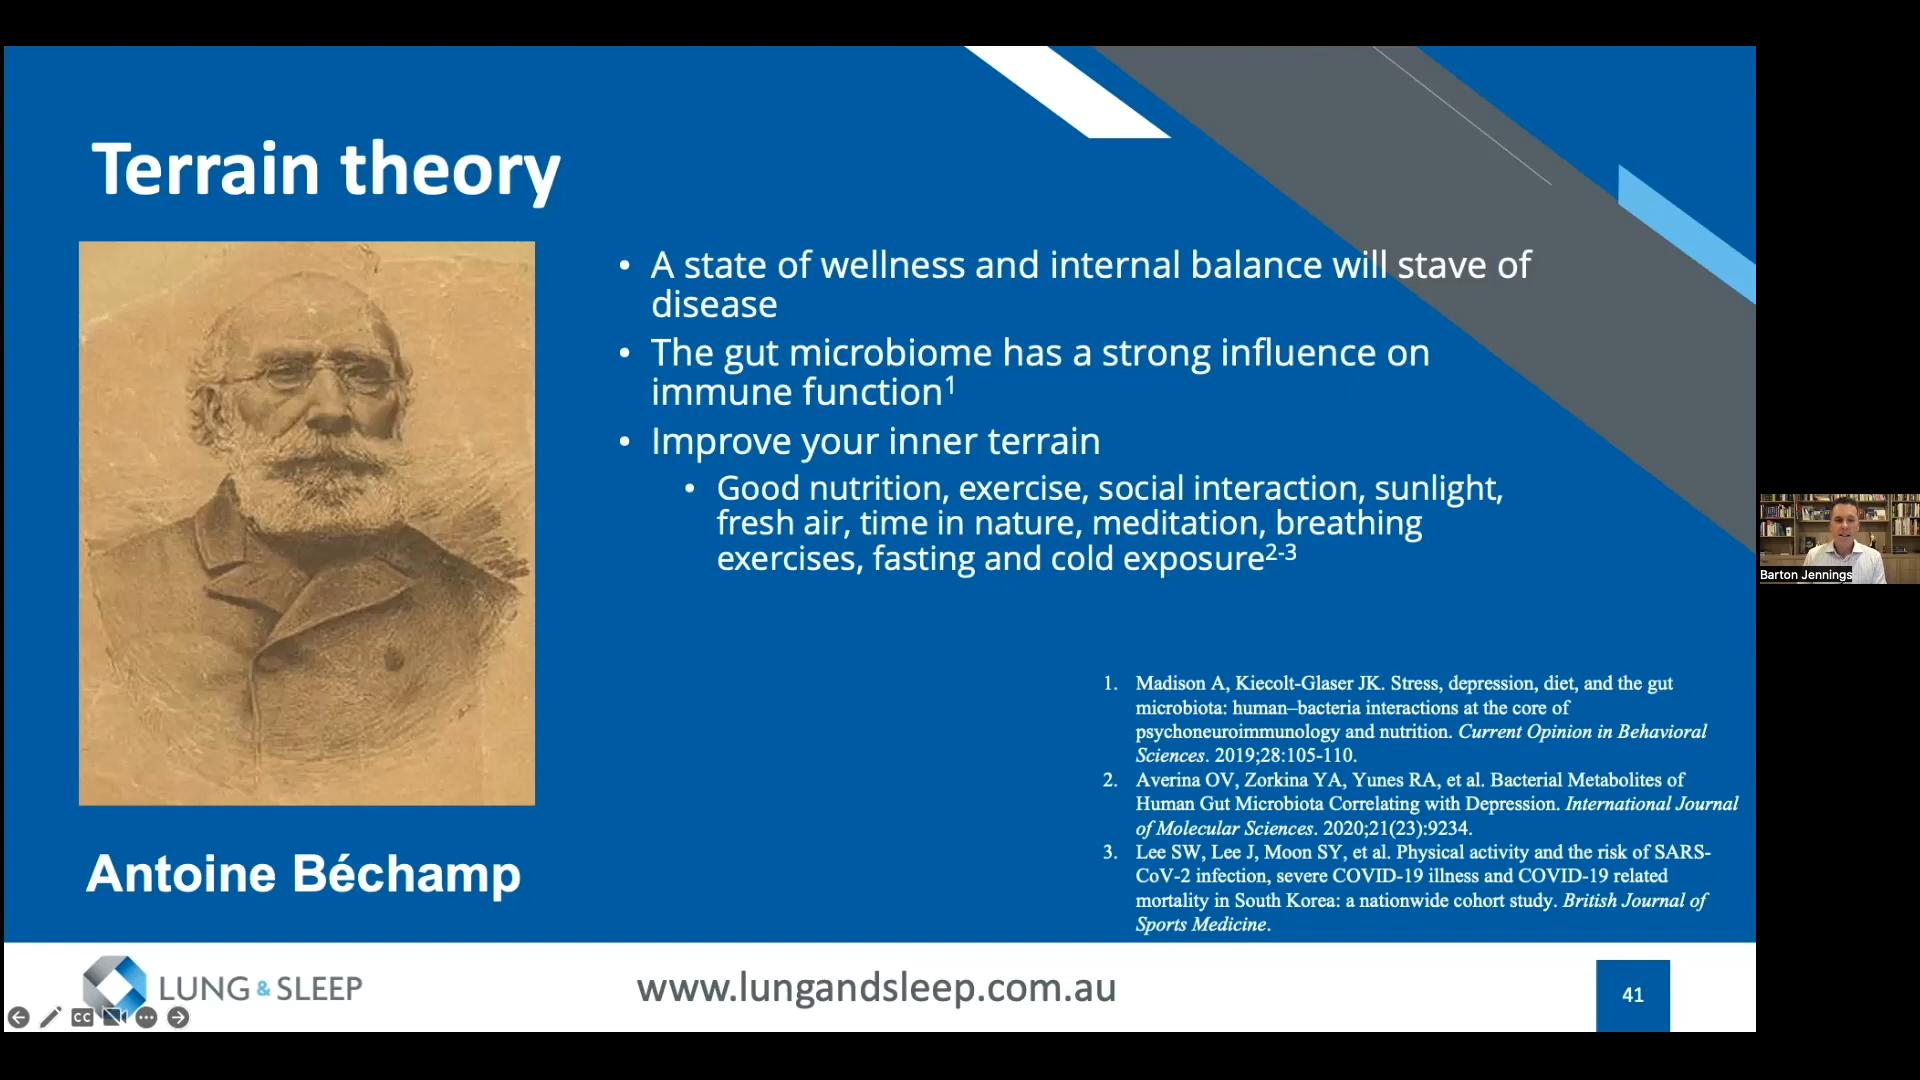 Terrain theory
• A state of wellness and internal balance will stave of
disease
• The gut microbiome has a strong influence on
immune function1
• Improve your inner terrain
• Good nutrition, exercise, social interaction, sunlight,
fresh air, time in nature, meditation, breathing
exercises, fasting and cold exposure2-3
Antoine Béchamp
1. Madison A, Kiecolt-Glaser JK. Stress, depression, diet, and the gut
microbiota: human–bacteria interactions at the core of
psychoneuroimmunology and nutrition. Current Opinion in Behavioral
Sciences. 2019;28:105-110.
2. Averina OV, Zorkina YA, Yunes RA, et al. Bacterial Metabolites of
Human Gut Microbiota Correlating with Depression. International Journal
of Molecular Sciences. 2020;21(23):9234.
3. Lee SW, Lee J, Moon SY, et al. Physical activity and the risk of SARS-
CoV-2 infection, severe COVID-19 illness and COVID-19 related
mortality in South Korea: a nationwide cohort study. British Journal of
Sports Medicine.
LUNG & SLEEP
www.lungandsleep.com.au
41
CC
Barton Jennings